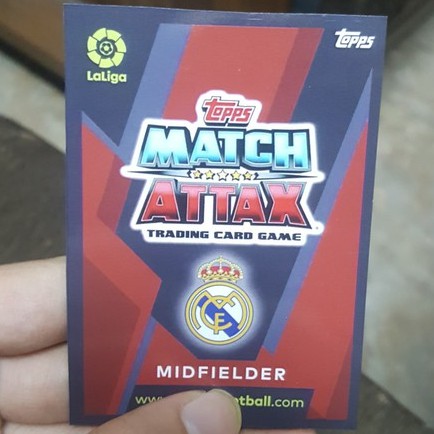 LaLiga
topps
topps
MATCH
ATTAX
TRADING CARD GAME
MIDFIELDER